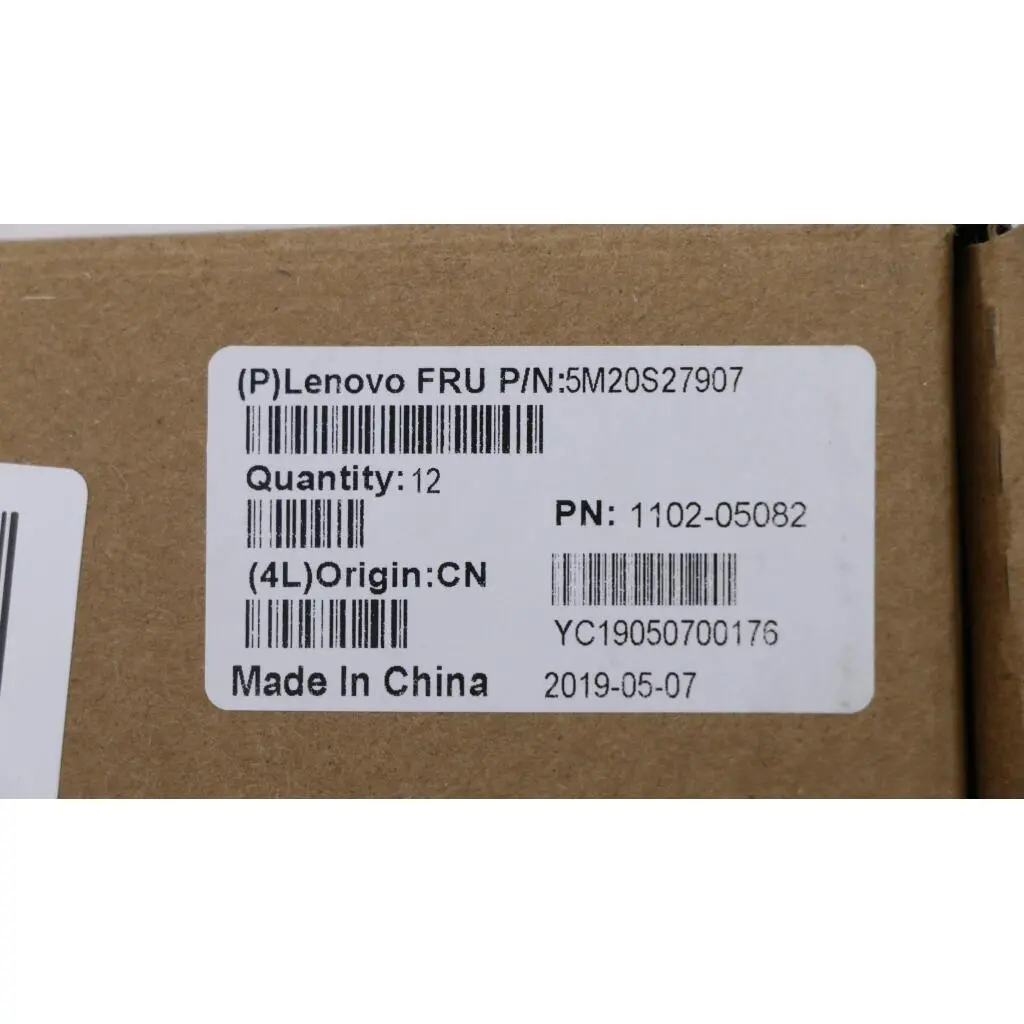 (P)Lenovo FRU P/N:5M20S27907
Quantity:12
PN: 1102-05082
(4L)Origin:CN
YC19050700176
Made In China
2019-05-07